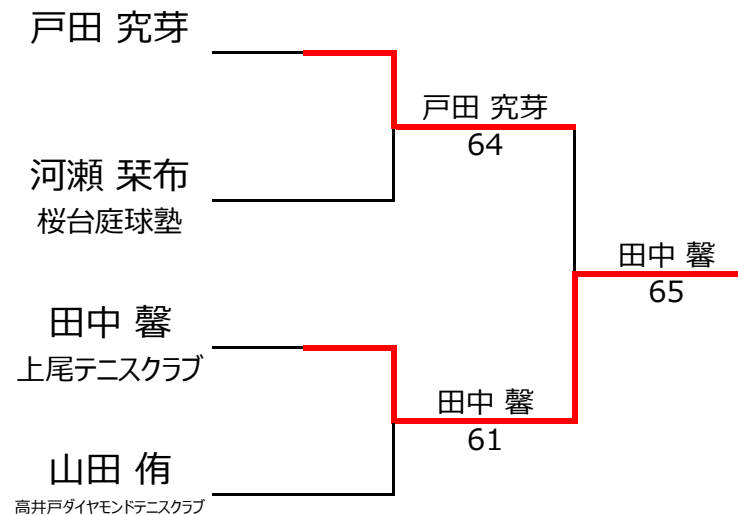 戸田 究芽
戸田 究芽
64
河瀬 栞布
桜台庭球塾
田中 馨
65
田中 馨
上尾テニスクラブ
田中 馨
61
山田 侑
高井戸ダイヤモンドテニスクラブ